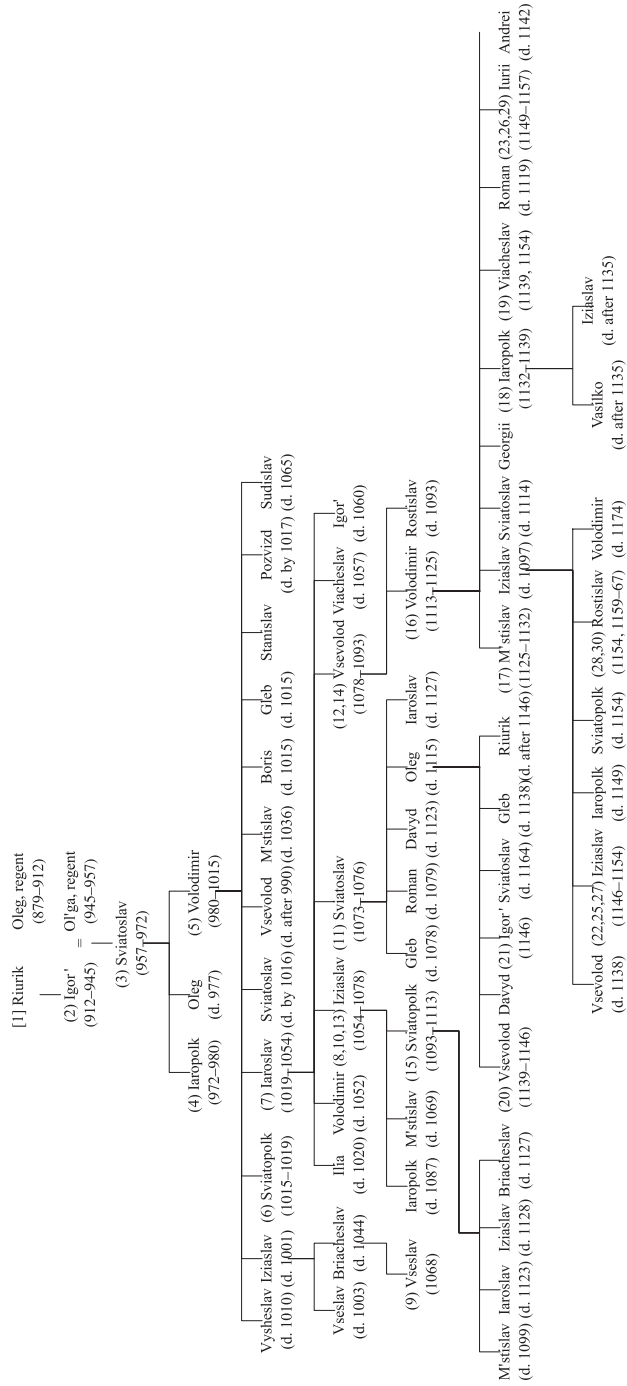 [1] Riurik Oleg, regent
(879–912)
(2) Igor' = Ol'ga, regent
(912–945) (945–957)
(3) Sviatoslav
(957–972)
(4) Iaropolk Oleg (5) Volodimir
(972–980) (d. 977) (980–1015)
Vysheslav Iziaslav (6) Sviatopolk (7) Iaroslav Sviatoslav Vsevolod M'stislav Boris Gleb Stanislav Pozvizd Sudislav
(d. 1010) (d. 1001) (1015–1019) (1019–1054) (d. by 1016) (d. after 990) (d. 1036) (d. 1015) (d. 1015) (d. by 1017) (d. 1065)
Vseslav Briacheslav Ilia Volodimir (8,10,13) Iziaslav (11) Sviatoslav (12,14) Vsevolod Viacheslav Igor'
(d. 1003) (d. 1044) (d. 1020) (d. 1052) (1054–1078) (1073–1076) (1078–1093) (d. 1057) (d. 1060)
(9) Vseslav Iaropolk M'stislav (15) Sviatopolk Gleb Roman Davyd Oleg Iaroslav (16) Volodimir Rostislav
(1068) (d. 1087) (d. 1069) (1093–1113) (d. 1078) (d. 1079) (d. 1123) (d. 1115) (d. 1127) (1113–1125) (d. 1093)
M'stislav Iaroslav Iziaslav Briacheslav (20) Vsevolod Davyd (21) Igor' Sviatoslav Gleb Riurik (17) M'stislav Iziaslav Sviatoslav Georgii (18) Iaropolk (19) Viacheslav Roman (23,26,29) Iurii Andrei
(d. 1099) (d. 1123) (d. 1128) (d. 1127) (1139–1146) (1146) (d. 1164) (d. 1138) (d. after 1146) (1125–1132) (d. 1097) (d. 1114) (1132–1139) (1139, 1154) (d. 1119) (1149–1157) (d. 1142)
Vsevolod (22,25,27) Iziaslav Iaropolk Sviatopolk (28,30) Rostislav Volodimir Vasilko Iziaslav
(d. 1138) (1146–1154) (d. 1149) (d. 1154) (1154, 1159–67) (d. 1174) (d. after 1135) (d. after 1135)